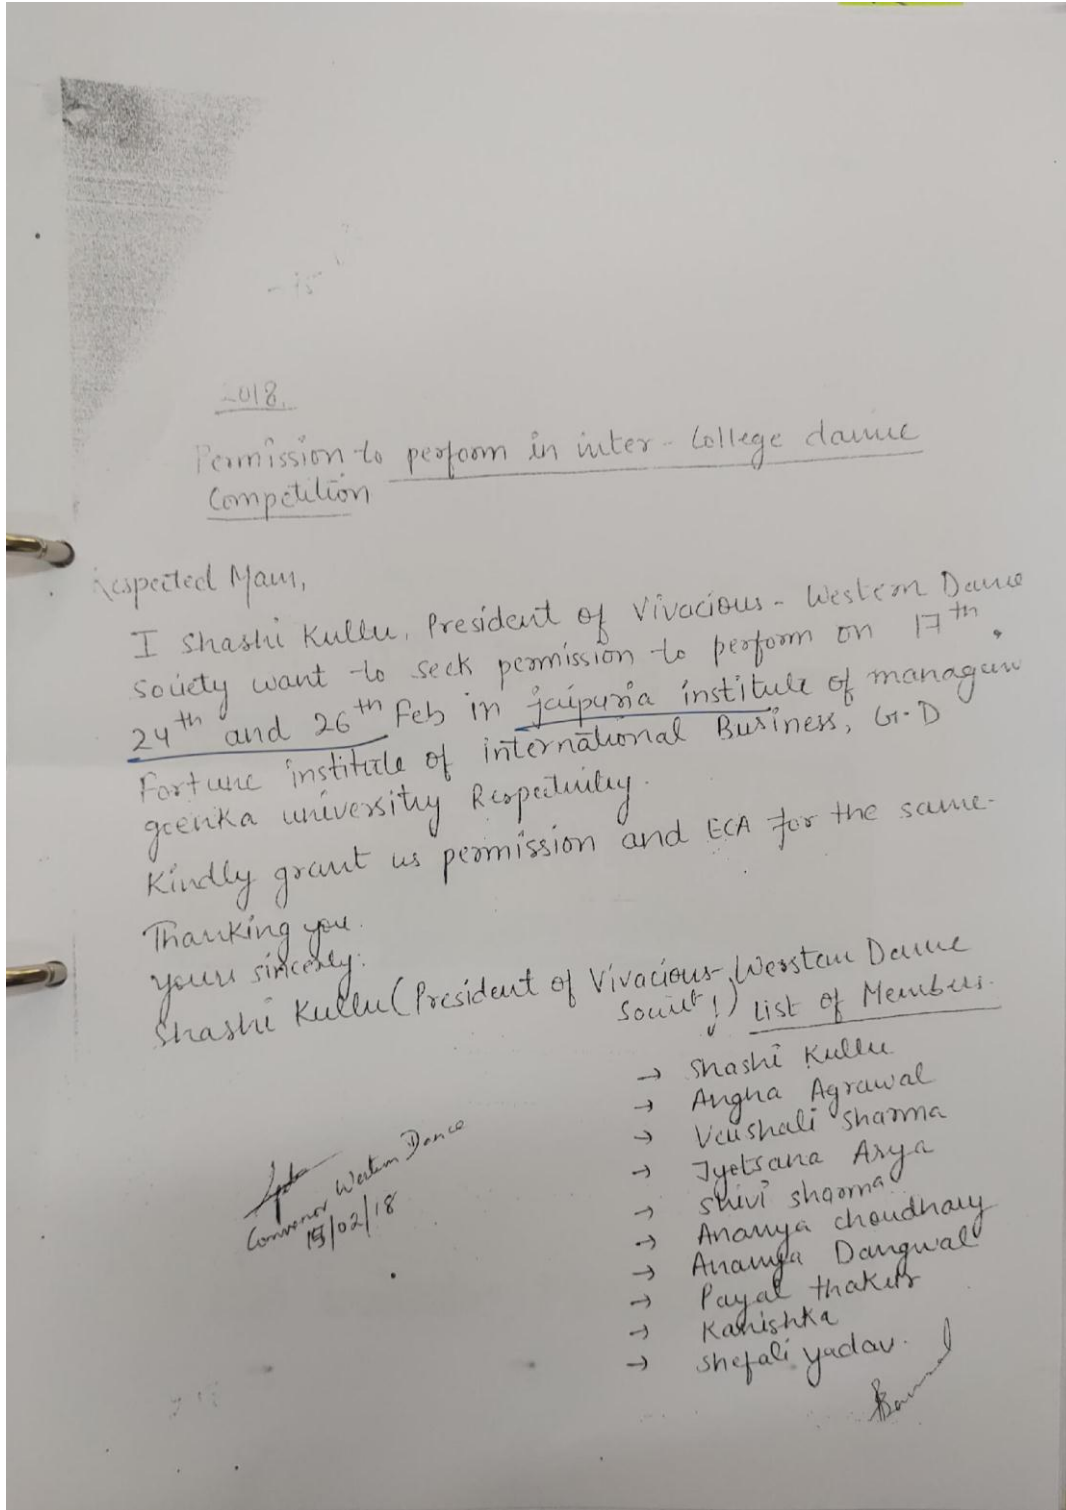 2018.
Permission to perform in inter-College dance
Competition
Respected Mam,
I Shashi Kullu, President of Vivacious - Western Dance
Society want to seek permission to perform on 17th,
24th and 26th Feb in jaipuria institute of managem
Fortune institute of international Business, G.D
goenka university Respectively.
Kindly grant us permission and ECA for the same.
Thanking you.
Yours sincerely.
Shashi Kullu (President of Vivacious-Western Dance
Society) List of Members.
→ Shashi Kullu
→ Angha Agrawal
→ Vaishali Sharma
→ Jyotsana Arya
→ Shivi Sharma
→ Ananya choudhary
→ Ananya Dangwal
→ Payal thakur
→ Kanishka
→ Shefali yadav.
Convenor Western Dance
15/02/18